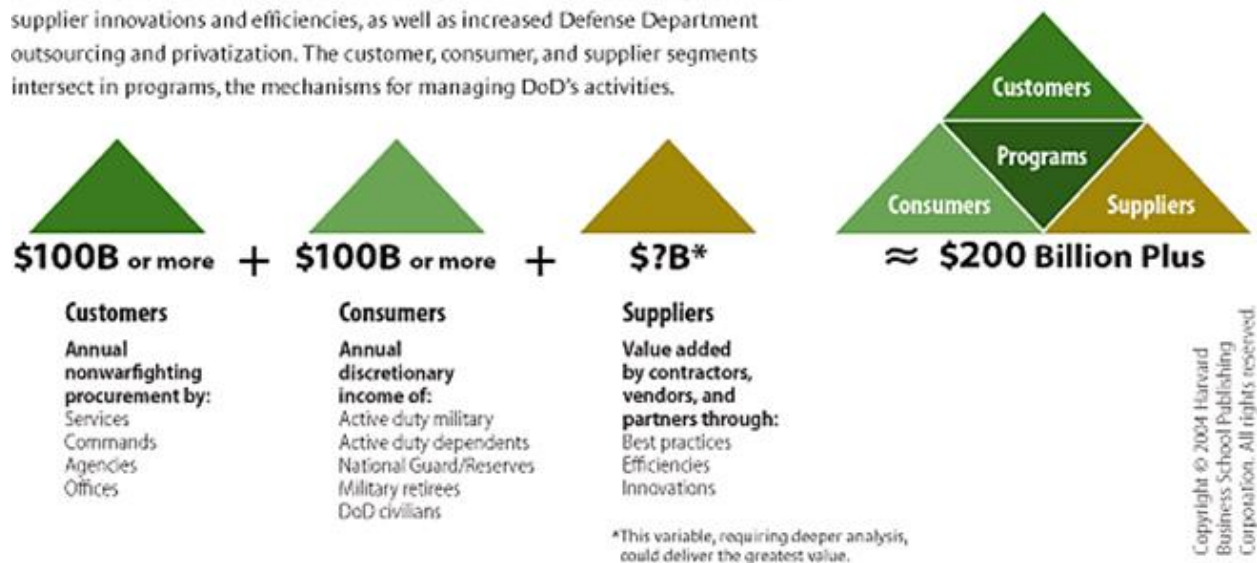 supplier innovations and efficiencies, as well as increased Defense Department
outsourcing and privatization. The customer, consumer, and supplier segments
intersect in programs, the mechanisms for managing DoD's activities.
Customers
Programs
Consumers
Suppliers
$100B or more + $100B or more + $?B* ≈ $200 Billion Plus
Customers
Annual
nonwarfighting
procurement by:
Services
Commands
Agencies
Offices
Consumers
Annual
discretionary
income of:
Active duty military
Active duty dependents
National Guard/Reserves
Military retirees
DoD civilians
Suppliers
Value added
by contractors,
vendors, and
partners through:
Best practices
Efficiencies
Innovations
*This variable, requiring deeper analysis,
could deliver the greatest value.
Copyright © 2004 Harvard
Business School Publishing
Corporation. All rights reserved.